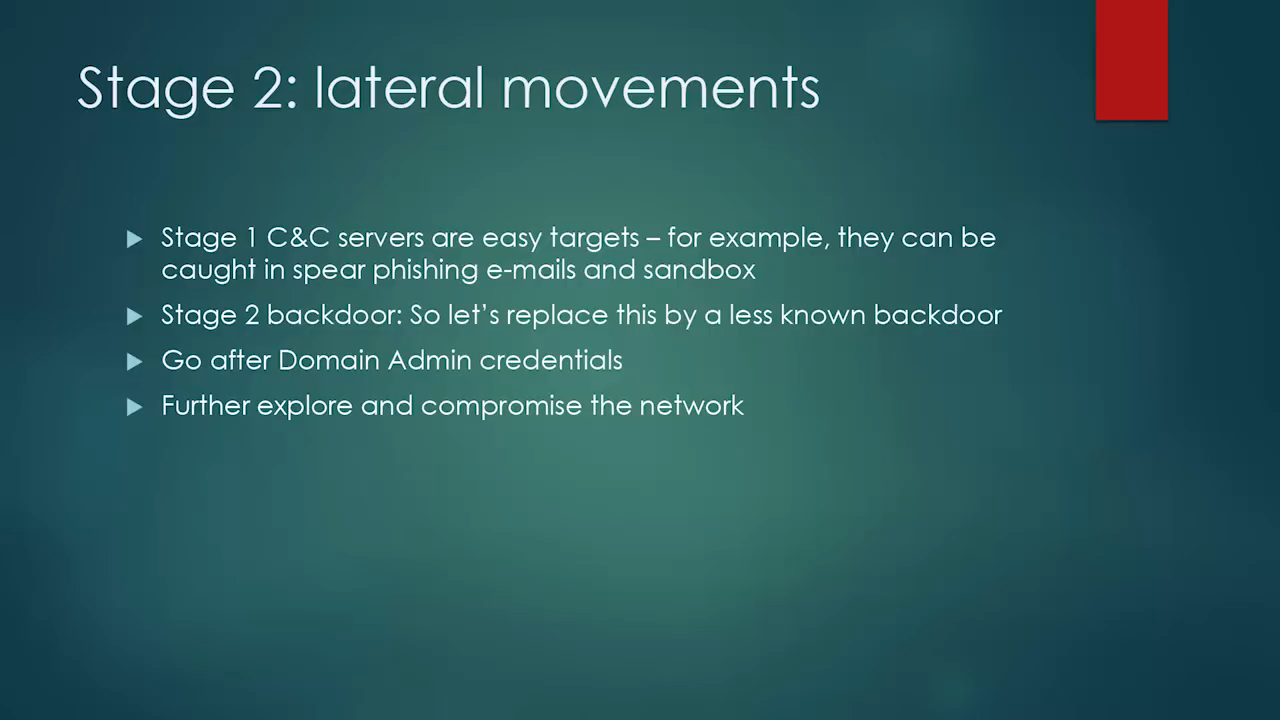 Stage 2: lateral movements
Stage 1 C&C servers are easy targets – for example, they can be
caught in spear phishing e-mails and sandbox
Stage 2 backdoor: So let’s replace this by a less known backdoor
Go after Domain Admin credentials
Further explore and compromise the network